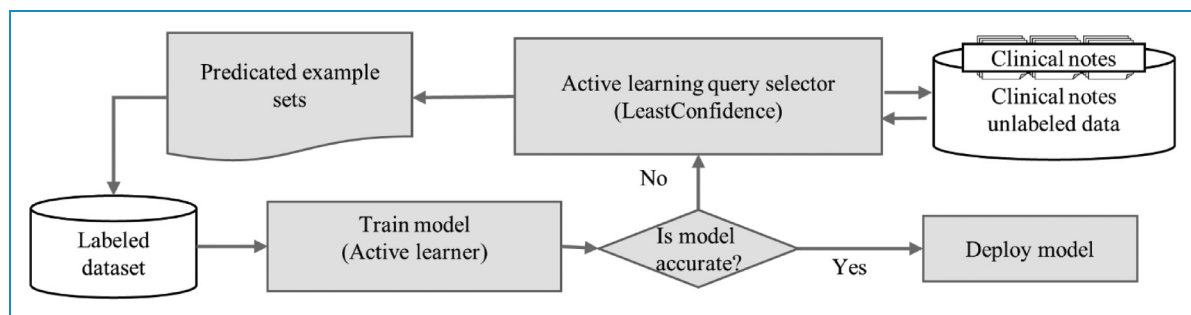 Predicated example
sets
Active learning query selector
(LeastConfidence)
Clinical notes
Clinical notes
unlabeled data
No
Labeled
dataset
Train model
(Active learner)
Is model
accurate?
Yes
Deploy model